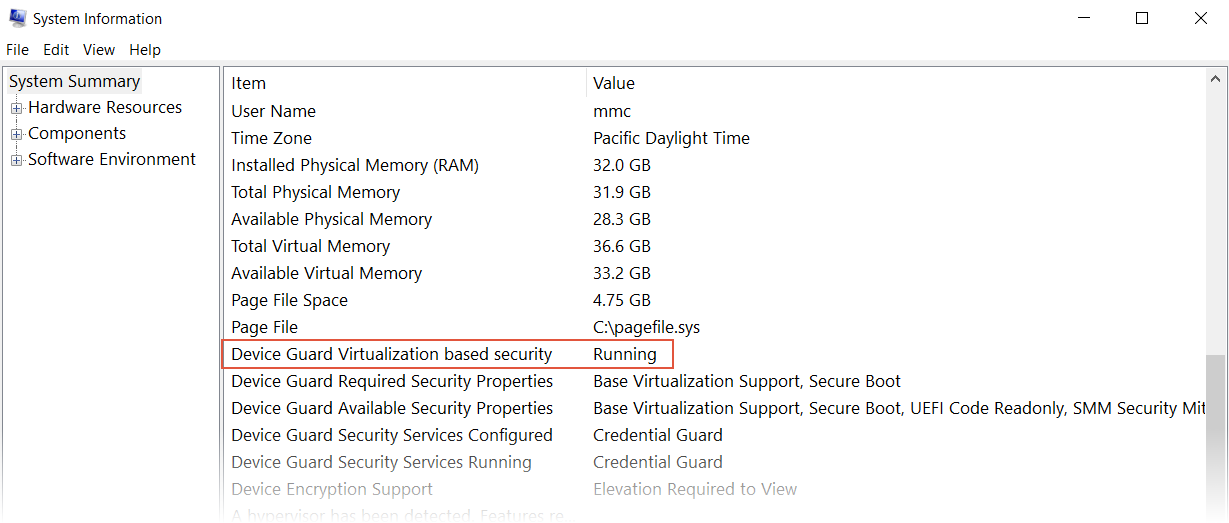 System Information
File Edit View Help
System Summary
Hardware Resources
Components
Software Environment
Item Value
User Name mmc
Time Zone Pacific Daylight Time
Installed Physical Memory (RAM) 32.0 GB
Total Physical Memory 31.9 GB
Available Physical Memory 28.3 GB
Total Virtual Memory 36.6 GB
Available Virtual Memory 33.2 GB
Page File Space 4.75 GB
Page File C:\pagefile.sys
Device Guard Virtualization based security Running
Device Guard Required Security Properties Base Virtualization Support, Secure Boot
Device Guard Available Security Properties Base Virtualization Support, Secure Boot, UEFI Code Readonly, SMM Security Mit
Device Guard Security Services Configured Credential Guard
Device Guard Security Services Running Credential Guard
Device Encryption Support Elevation Required to View
A hypervisor has been detected. Features re...